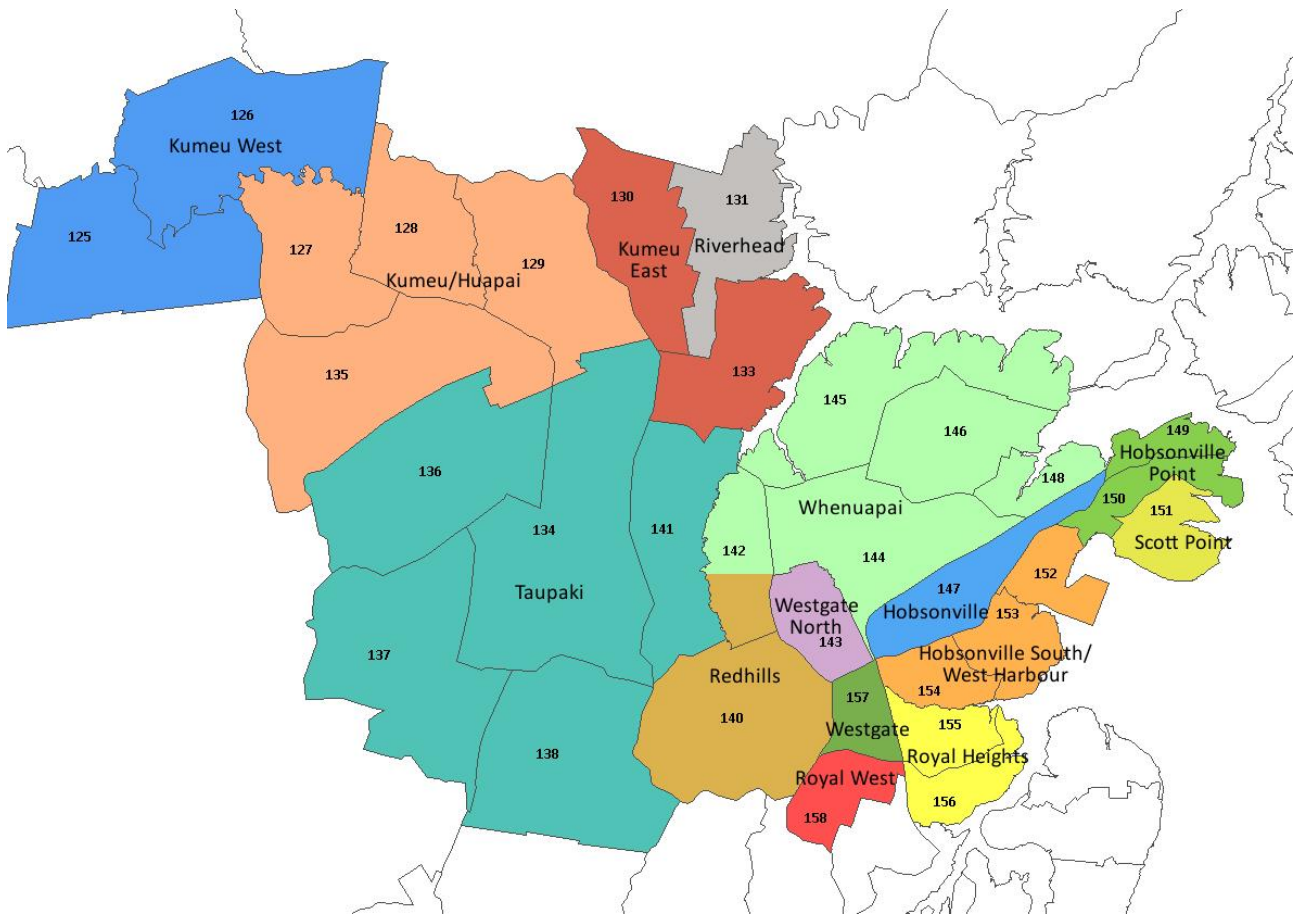 126
Kumeu West
125
127
128
129
Kumeu/Huapai
130
Kumeu
East
131
Riverhead
133
135
136
134
Taupaki
141
137
138
145
146
148
Whenuapai
142
144
149
Hobsonville
Point
150
151
Scott Point
147
Hobsonville
152
153
Hobsonville South/
West Harbour
154
Westgate
North
143
Redhills
140
157
Westgate
155
Royal Heights
156
Royal West
158